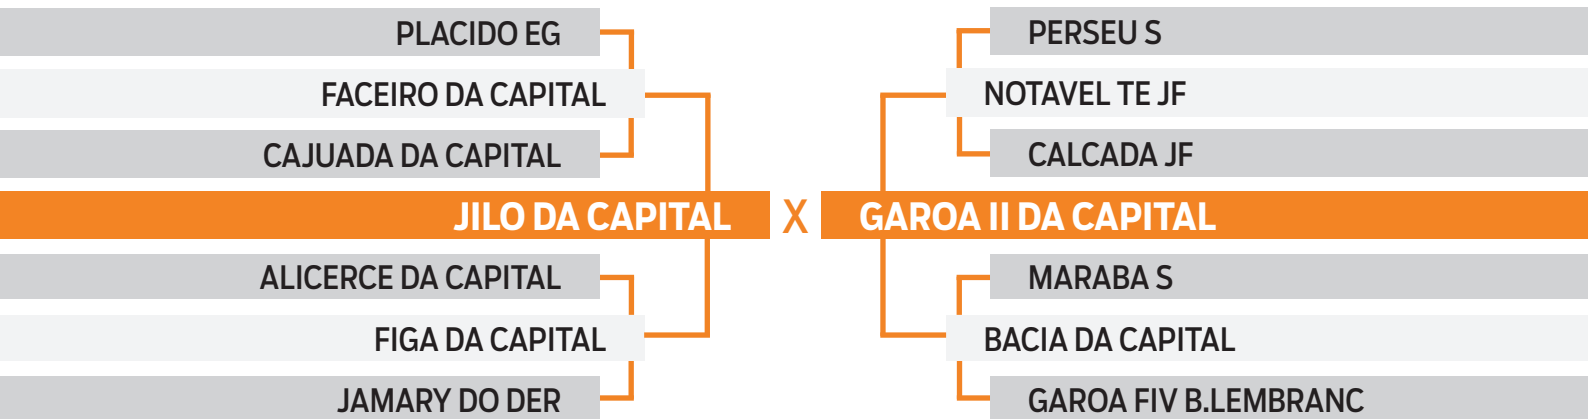 PLACIDO EG
FACEIRO DA CAPITAL
CAJUADA DA CAPITAL
JILO DA CAPITAL
ALICERCE DA CAPITAL
FIGA DA CAPITAL
JAMARY DO DER
X
PERSEU S
NOTAVEL TE JF
CALCADA JF
GAROA II DA CAPITAL
MARABA S
BACIA DA CAPITAL
GAROA FIV B.LEMBRANC